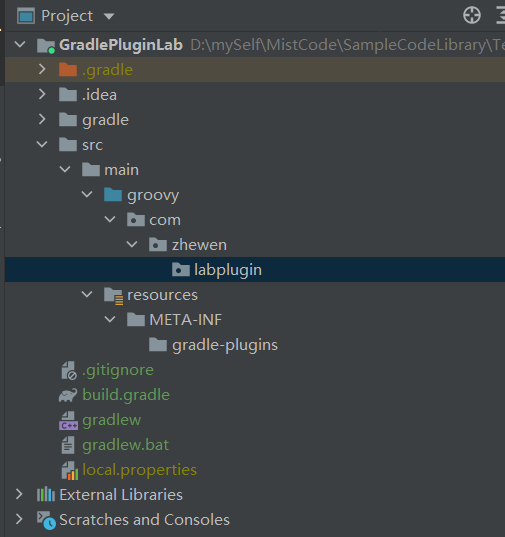 Project
GradlePluginLab D:\mySelf\MistCode\SampleCodeLibrary\Te
.gradle
.idea
gradle
src
main
groovy
com
zhewen
labplugin
resources
META-INF
gradle-plugins
.gitignore
build.gradle
gradlew
gradlew.bat
local.properties
External Libraries
Scratches and Consoles